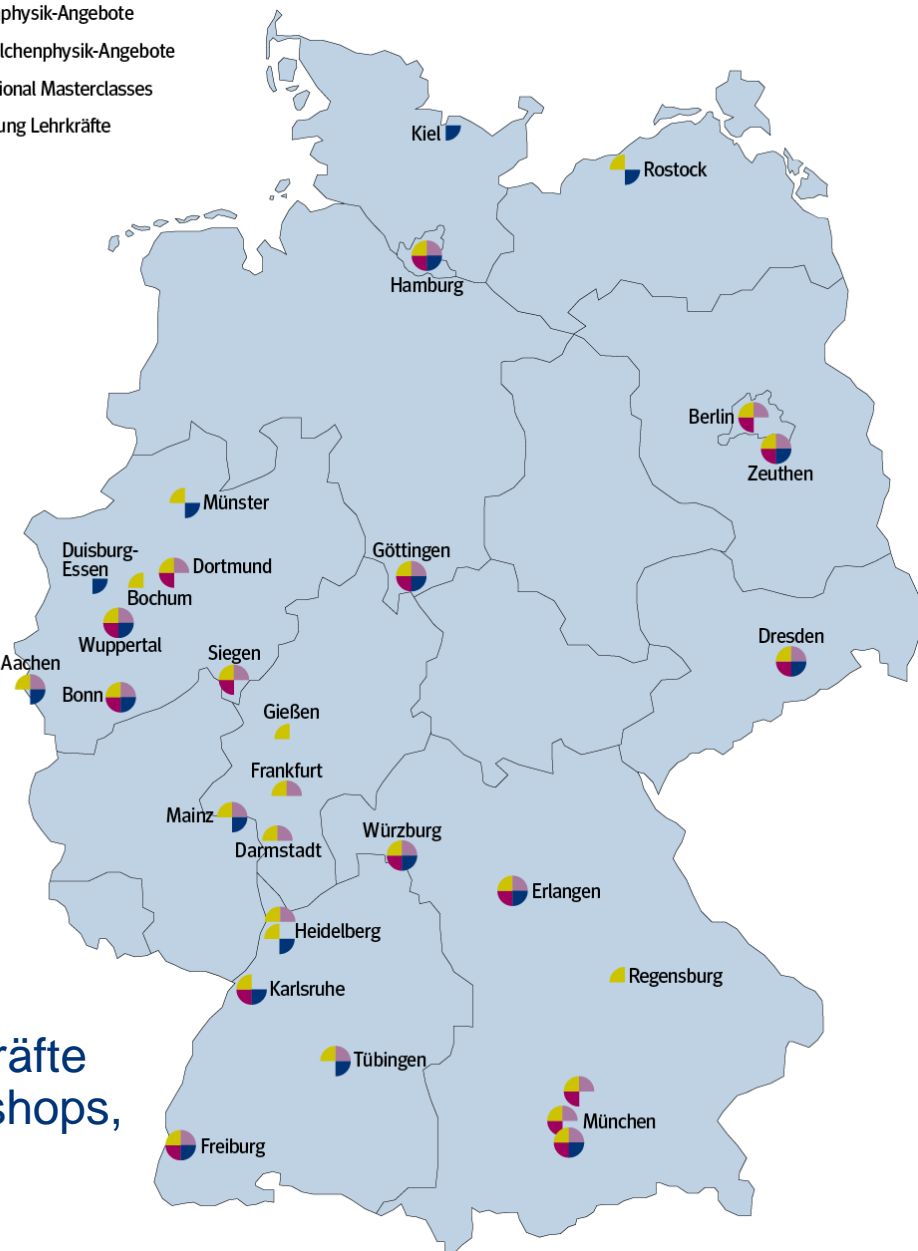 physik-Angebote
lchenphysik-Angebote
ional Masterclasses
ung Lehrkräfte
Kiel
Rostock
Hamburg
Berlin
Zeuthen
Münster
Duisburg-
Essen
Dortmund
Bochum
Göttingen
Wuppertal
Siegen
Dresden
Aachen
Bonn
Gießen
Frankfurt
Mainz
Darmstadt
Würzburg
Erlangen
Heidelberg
Regensburg
Karlsruhe
räfte
Tübingen
shops,
München
Freiburg